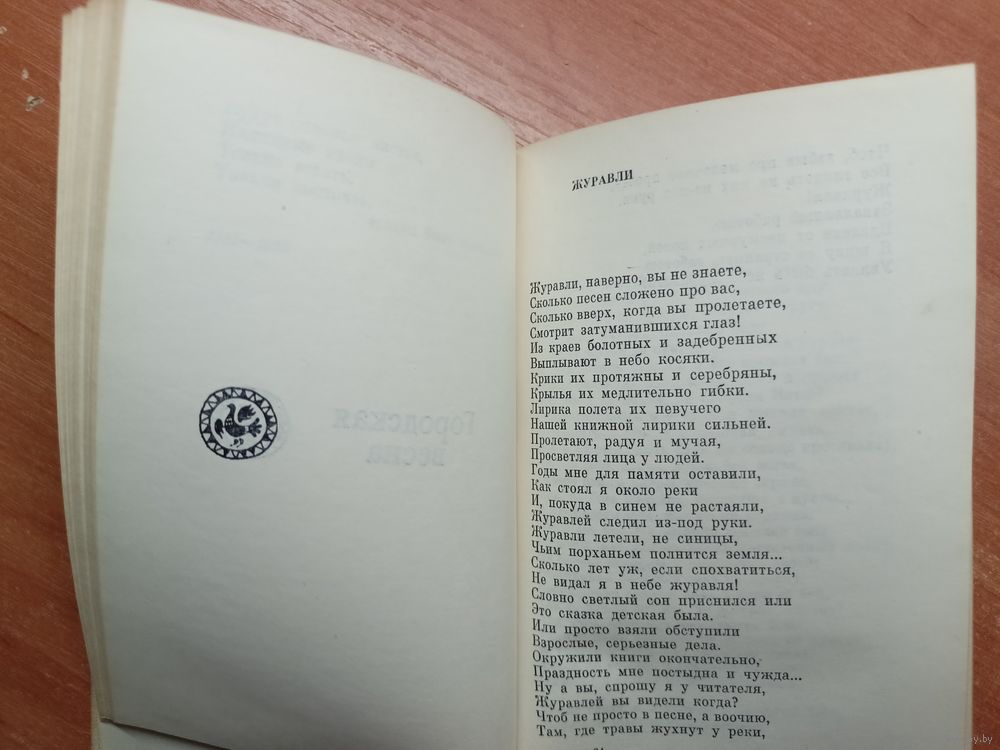 ЖУРАВЛИ
Журавли, наверно, вы не знаете,
Сколько песен сложено про вас,
Сколько вверх, когда вы пролетаете,
Смотрит затуманившихся глаз!
Из краев болотных и задебренных
Выплывают в небо косяки.
Крики их протяжны и серебряны,
Крылья их медлительно гибки.
Лирика полета их певучего
Нашей книжной лирики сильней.
Пролетают, радуя и мучая,
Просветляя лица у людей.
Годы мне для памяти оставили,
Как стоял я около реки
И, покуда в синем не растаяли,
Журавлей следил из-под руки.
Журавли летели, не синицы,
Чьим порханьем полнится земля...
Сколько лет уж, если спохватиться,
Не видал я в небе журавля!
Словно светлый сон приснился или
Это сказка детская была.
Или просто взяли обступили
Взрослые, серьезные дела.
Окружили книги окончательно,
Праздность мне постыдна и чужда...
Ну а вы, спрошу я у читателя,
Журавлей вы видели когда?
Чтоб не просто в песне, а воочию,
Там, где травы жухнут у реки,
Городская
весна